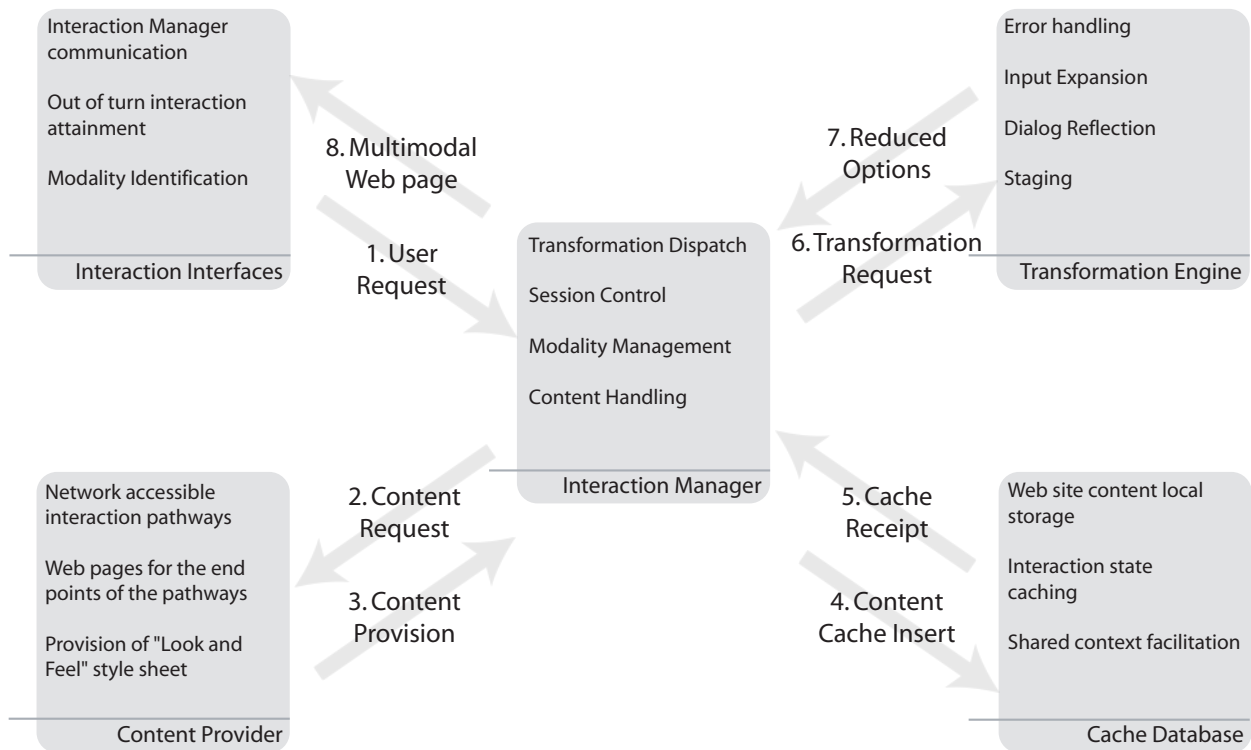 Interaction Manager
communication
Out of turn interaction
attainment
Modality Identification
Interaction Interfaces
8. Multimodal
Web page
1. User
Request
7. Reduced
Options
6. Transformation
Request
Error handling
Input Expansion
Dialog Reflection
Staging
Transformation Engine
Transformation Dispatch
Session Control
Modality Management
Content Handling
Interaction Manager
Network accessible
interaction pathways
Web pages for the end
points of the pathways
Provision of "Look and
Feel" style sheet
Content Provider
2. Content
Request
3. Content
Provision
5. Cache
Receipt
4. Content
Cache Insert
Web site content local
storage
Interaction state
caching
Shared context facilitation
Cache Database